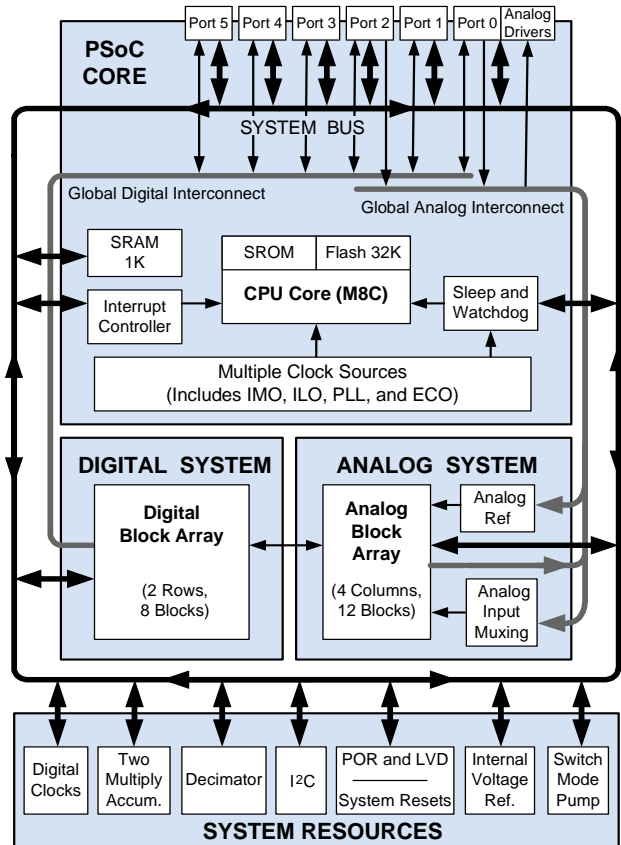 Port 5
Port 4
Port 3
Port 2
Port 1
Port 0
Analog
Drivers
PSoC
CORE
SYSTEM BUS
Global Digital Interconnect
Global Analog Interconnect
SRAM
1K
SROM
Flash 32K
CPU Core (M8C)
Interrupt
Controller
Sleep and
Watchdog
Multiple Clock Sources
(Includes IMO, ILO, PLL, and ECO)
DIGITAL SYSTEM
ANALOG SYSTEM
Digital
Block Array
(2 Rows,
8 Blocks)
Analog
Block
Array
(4 Columns,
12 Blocks)
Analog
Ref
Analog
Input
Muxing
Digital
Clocks
Two
Multiply
Accum.
Decimator
I²C
POR and LVD
System Resets
Internal
Voltage
Ref.
Switch
Mode
Pump
SYSTEM RESOURCES